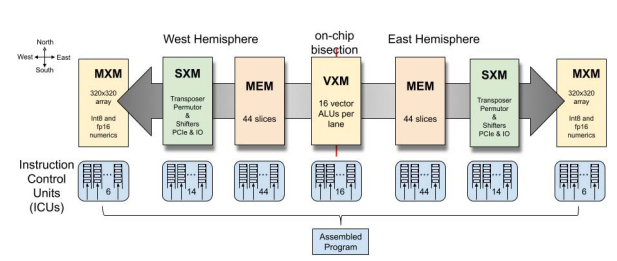 on-chip
bisection
West Hemisphere
East Hemisphere
North
West
East
South
MXM
320x320
array
Int8 and
fp16
numerics
SXM
Transposer
Permutor
&
Shifters
PCIe & IO
MEM
44 slices
VXM
16 vector
ALUs per
lane
MEM
44 slices
SXM
Transposer
Permutor
&
Shifters
PCIe & IO
MXM
320x320
array
Int8 and
fp16
numerics
Instruction
Control
Units
(ICUs)
6
14
44
16
44
14
6
Assembled
Program